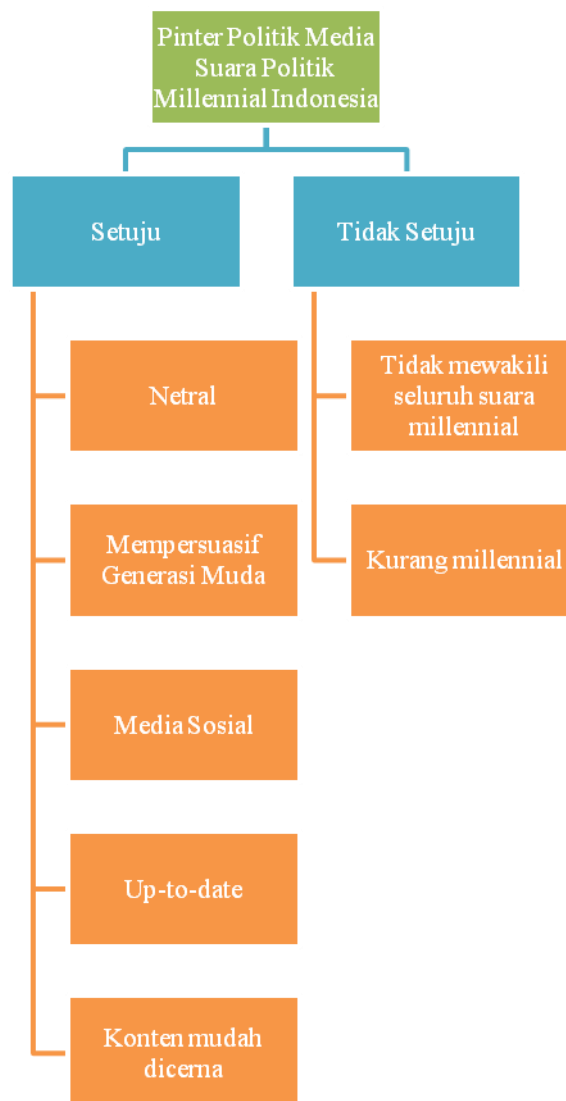 Pinter Politik Media
Suara Politik
Millennial Indonesia
Setuju
Tidak Setuju
Netral
Mempersuasif
Generasi Muda
Media Sosial
Up-to-date
Konten mudah
dicerna
Tidak mewakili
seluruh suara
millennial
Kurang millennial